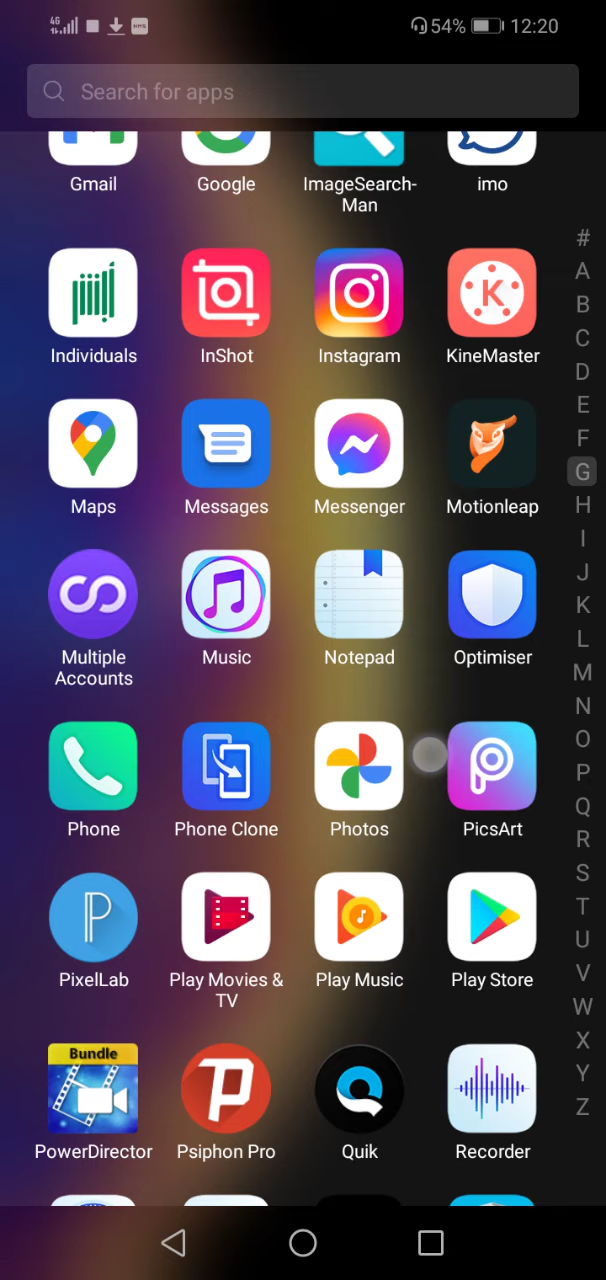 4G
HMS
54%
12:20
Search for apps
Gmail
Google
ImageSearch-
Man
imo
#
A
B
C
D
E
F
G
H
I
J
K
L
M
N
O
P
Q
R
S
T
U
V
W
X
Y
Z
Individuals
InShot
Instagram
K
KineMaster
Maps
Messages
Messenger
Motionleap
Multiple
Accounts
Music
Notepad
Optimiser
Phone
Phone Clone
Photos
PicsArt
P
PixelLab
Play Movies &
TV
Play Music
Play Store
Bundle
PowerDirector
P
Psiphon Pro
Quik
Recorder